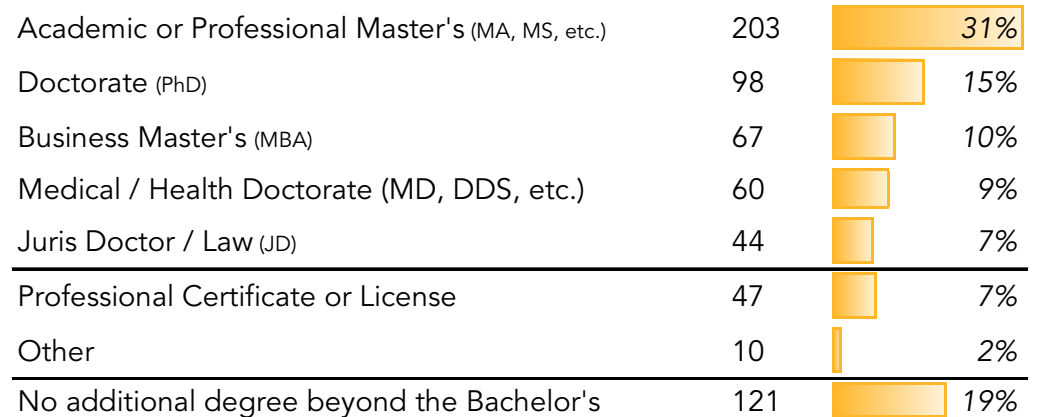 Academic or Professional Master's (MA, MS, etc.) 203 31%
Doctorate (PhD) 98 15%
Business Master's (MBA) 67 10%
Medical / Health Doctorate (MD, DDS, etc.) 60 9%
Juris Doctor / Law (JD) 44 7%
Professional Certificate or License 47 7%
Other 10 2%
No additional degree beyond the Bachelor's 121 19%